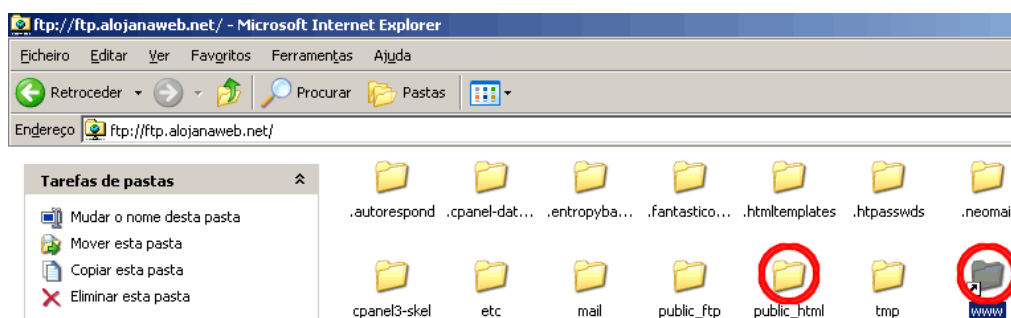 ftp://ftp.alojanaweb.net/ - Microsoft Internet Explorer
Ficheiro Editar Ver Favoritos Ferramentas Ajuda
Retroceder Procurar Pastas
Endereço ftp://ftp.alojanaweb.net/
Tarefas de pastas
Mudar o nome desta pasta
Mover esta pasta
Copiar esta pasta
Eliminar esta pasta
.autorespond .cpanel-dat... .entropyba... .fantastico... .htmltemplates .htpasswds .neomai
cpanel3-skel etc mail public_ftp public_html tmp www